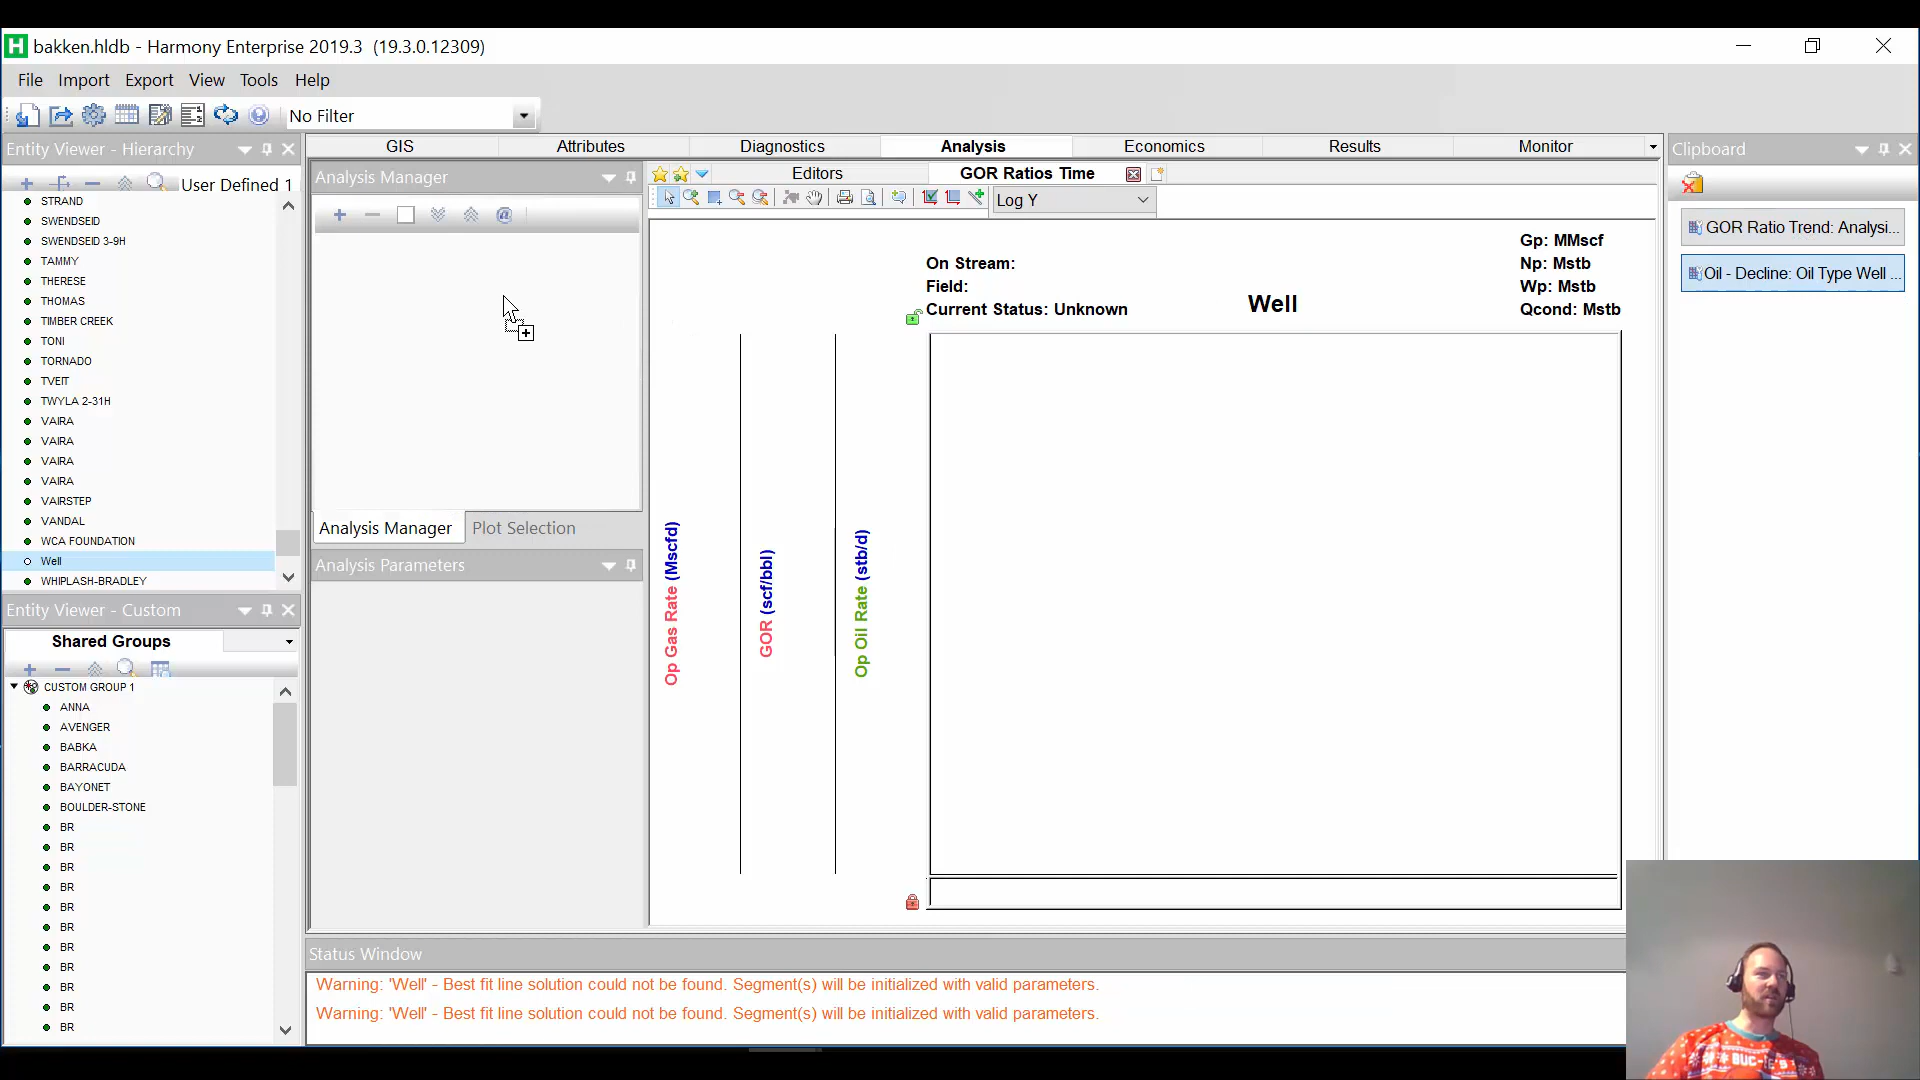 H bakken.hldb - Harmony Enterprise 2019.3 (19.3.0.12309)
File Import Export View Tools Help
No Filter
Entity Viewer - Hierarchy
User Defined 1
STRAND
SWENDSEID
SWENDSEID 3-9H
TAMMY
THERESE
THOMAS
TIMBER CREEK
TONI
TORNADO
TVEIT
TWYLA 2-31H
VAIRA
VAIRA
VAIRA
VAIRA
VAIRSTEP
VANDAL
WCA FOUNDATION
Well
WHIPLASH-BRADLEY
Entity Viewer - Custom
Shared Groups
CUSTOM GROUP 1
ANNA
AVENGER
BABKA
BARRACUDA
BAYONET
BOULDER-STONE
BR
BR
BR
BR
BR
BR
BR
BR
BR
BR
BR
GIS Attributes Diagnostics Analysis Economics Results Monitor
Analysis Manager
Analysis Manager Plot Selection
Analysis Parameters
Editors GOR Ratios Time
Log Y
On Stream:
Field:
Current Status: Unknown
Well
Gp: MMscf
Np: Mstb
Wp: Mstb
Qcond: Mstb
Op Gas Rate (Mscfd)
GOR (scf/bbl)
Op Oil Rate (stb/d)
Status Window
Warning: 'Well' - Best fit line solution could not be found. Segment(s) will be initialized with valid parameters.
Warning: 'Well' - Best fit line solution could not be found. Segment(s) will be initialized with valid parameters.
Clipboard
GOR Ratio Trend: Analysi...
Oil - Decline: Oil Type Well ...